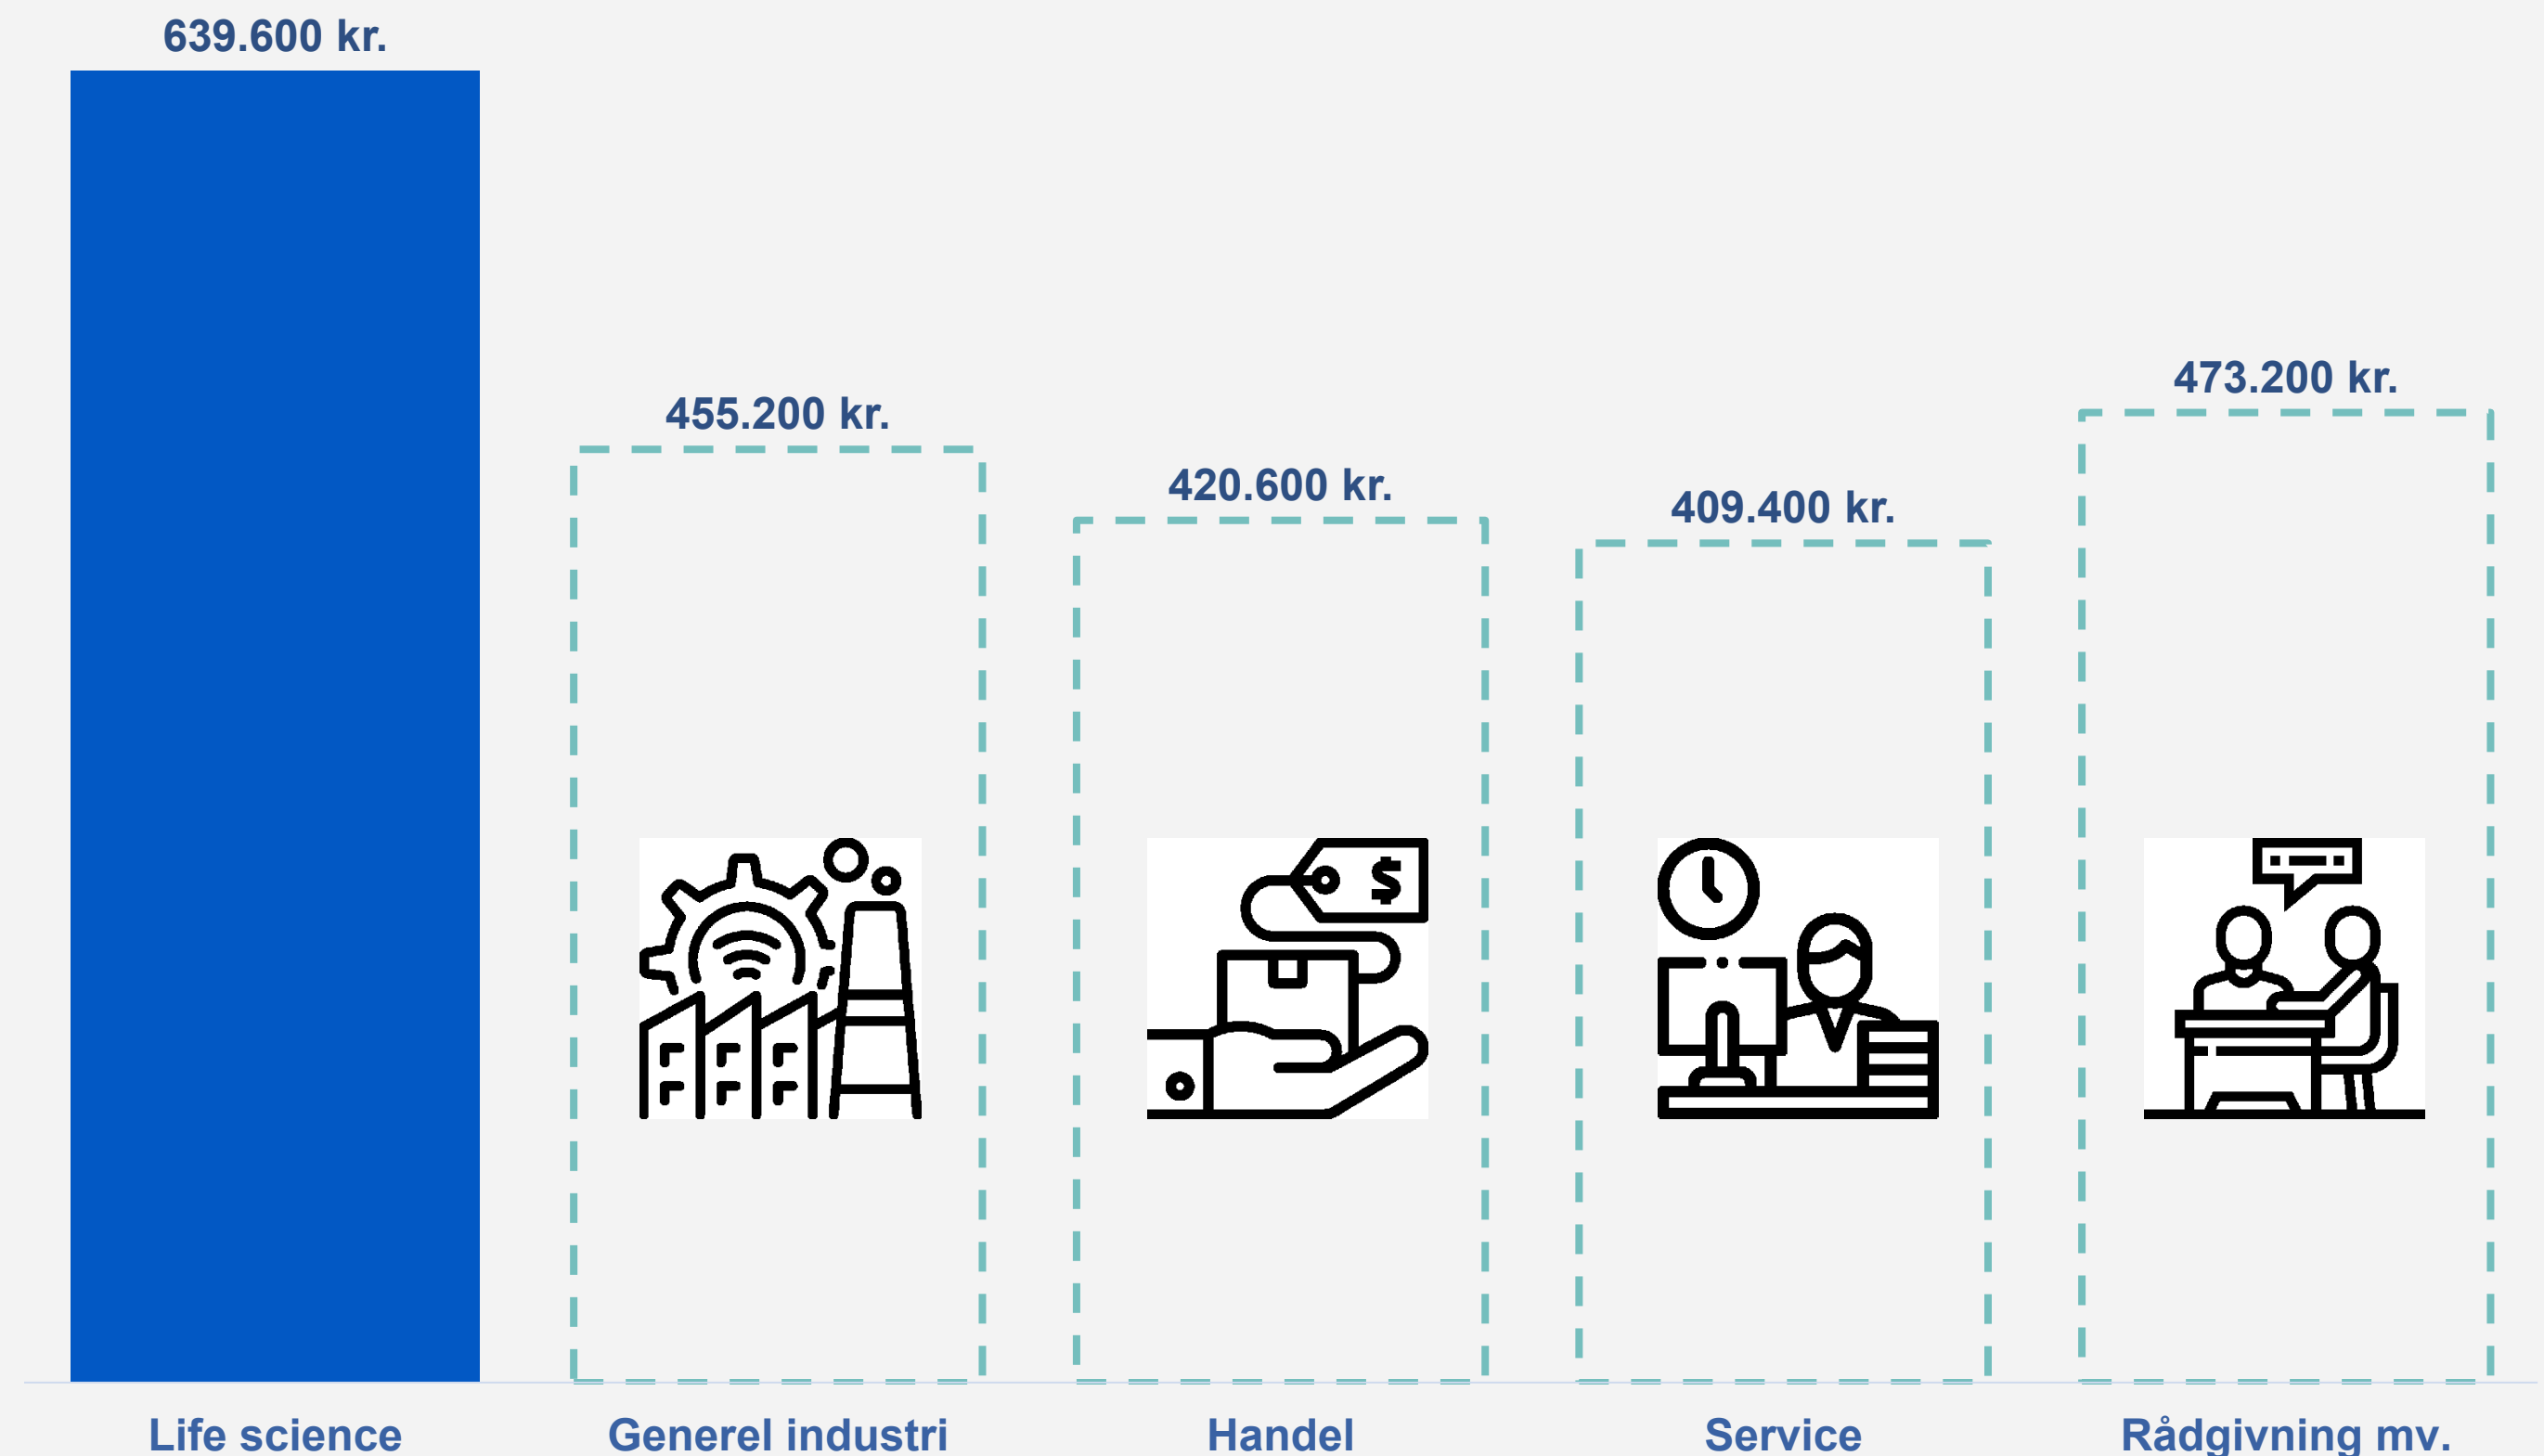 639.600 kr.
455.200 kr.
420.600 kr.
409.400 kr.
473.200 kr.
$
Life science
Generel industri
Handel
Service
Rådgivning mv.